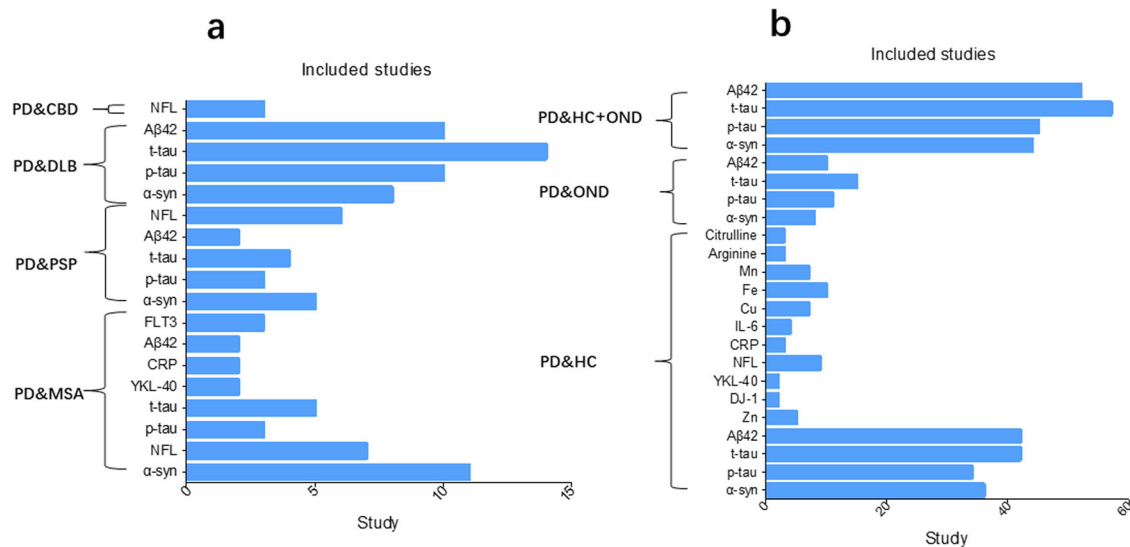 a
Included studies
PD&CBD
NFL
PD&DLB
Aβ42
t-tau
p-tau
α-syn
PD&PSP
NFL
Aβ42
t-tau
p-tau
α-syn
PD&MSA
FLT3
Aβ42
CRP
YKL-40
t-tau
p-tau
NFL
α-syn
0
5
10
15
Study
b
Included studies
PD&HC+OND
Aβ42
t-tau
p-tau
α-syn
PD&OND
Aβ42
t-tau
p-tau
α-syn
PD&HC
Citrulline
Arginine
Mn
Fe
Cu
IL-6
CRP
NFL
YKL-40
DJ-1
Zn
Aβ42
t-tau
p-tau
α-syn
0
20
40
60
Study